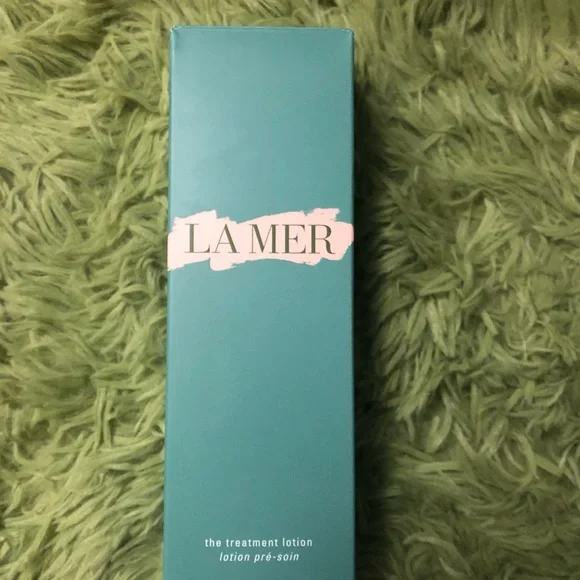 LA MER
the treatment lotion
lotion pré-soin